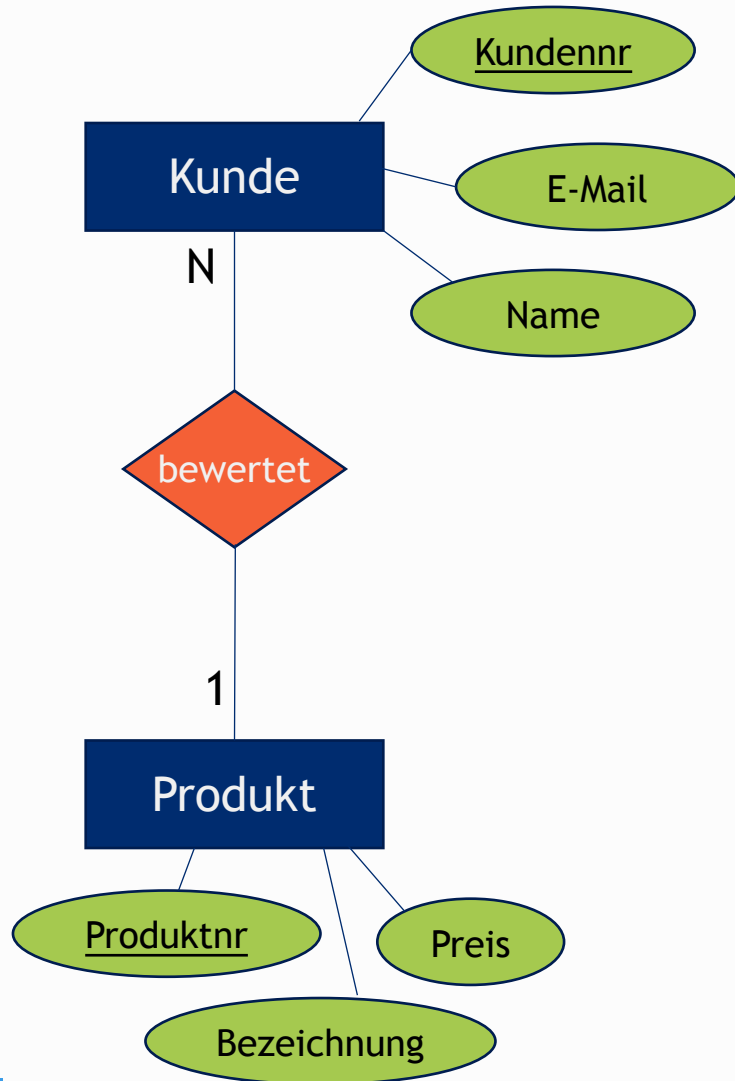 Kundennr
Kunde
E-Mail
N
Name
bewertet
1
Produkt
Produktnr
Preis
Bezeichnung